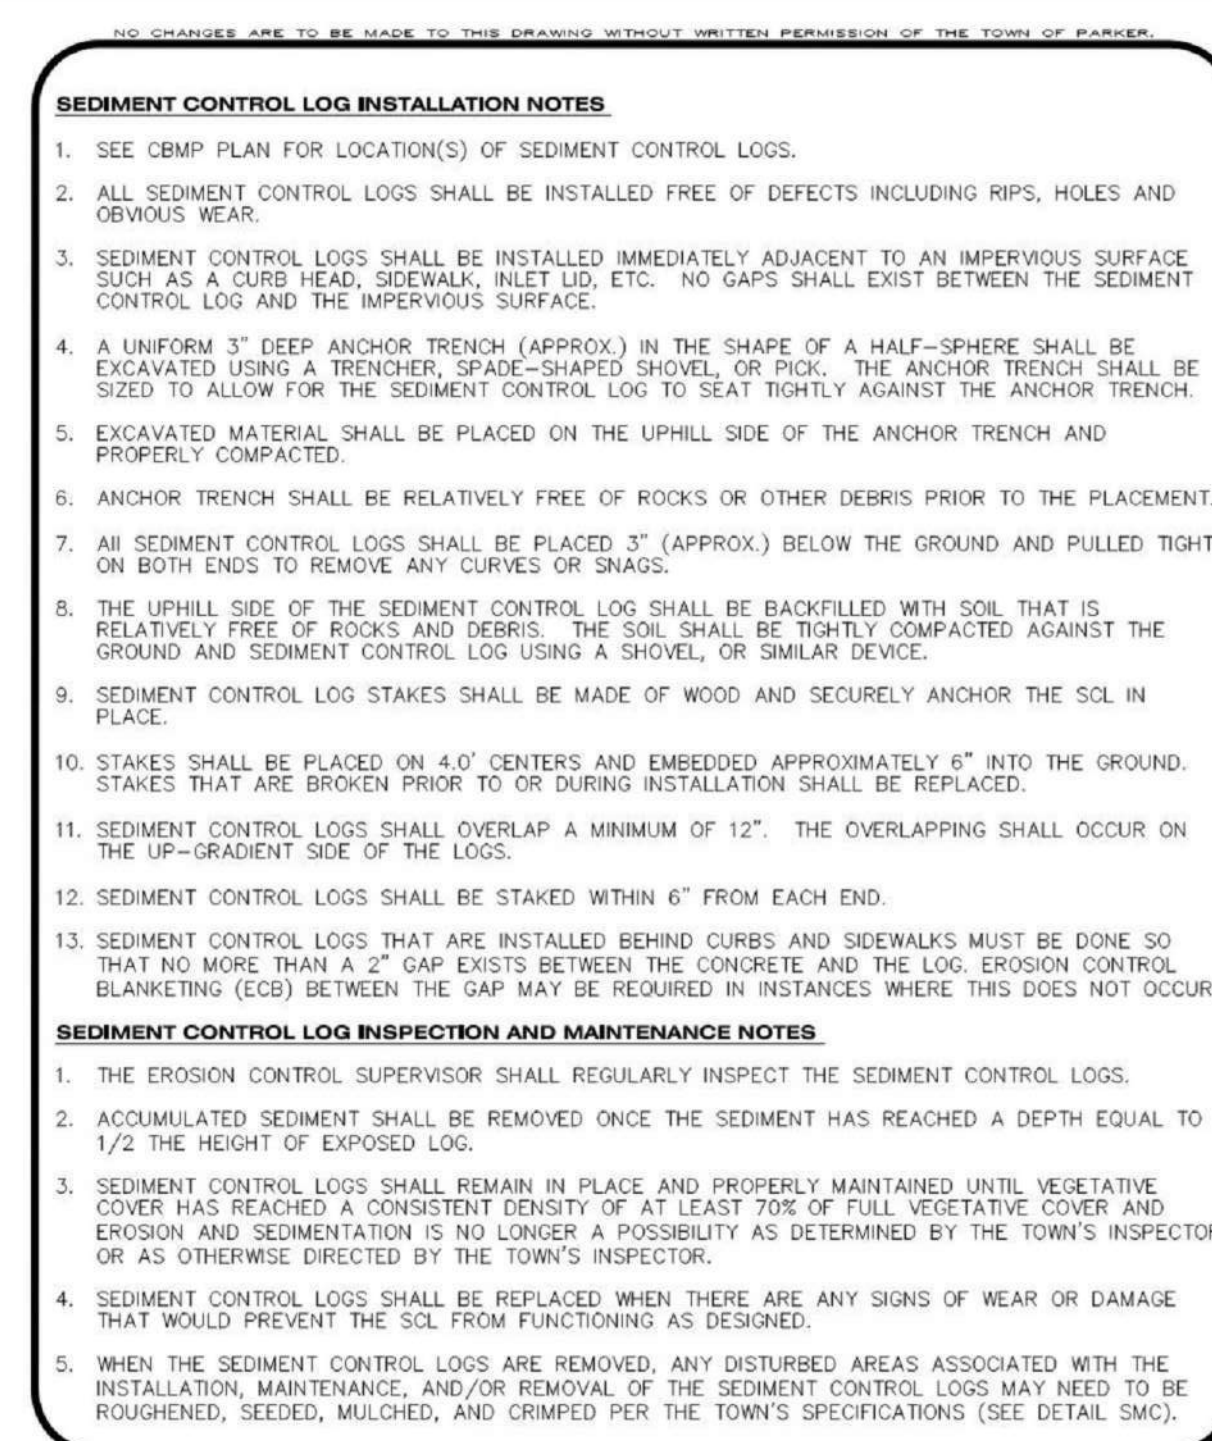 NO CHANGES ARE TO BE MADE TO THIS DRAWING WITHOUT WRITTEN PERMISSION OF THE TOWN OF PARKER.
SEDIMENT CONTROL LOG INSTALLATION NOTES
1. SEE CBMP PLAN FOR LOCATION(S) OF SEDIMENT CONTROL LOGS.
2. ALL SEDIMENT CONTROL LOGS SHALL BE INSTALLED FREE OF DEFECTS INCLUDING RIPS, HOLES AND
OBVIOUS WEAR.
3. SEDIMENT CONTROL LOGS SHALL BE INSTALLED IMMEDIATELY ADJACENT TO AN IMPERVIOUS SURFACE
SUCH AS A CURB HEAD, SIDEWALK, INLET LID, ETC. NO GAPS SHALL EXIST BETWEEN THE SEDIMENT
CONTROL LOG AND THE IMPERVIOUS SURFACE.
4. A UNIFORM 3" DEEP ANCHOR TRENCH (APPROX.) IN THE SHAPE OF A HALF-SPHERE SHALL BE
EXCAVATED USING A TRENCHER, SPADE-SHAPED SHOVEL, OR PICK. THE ANCHOR TRENCH SHALL BE
SIZED TO ALLOW FOR THE SEDIMENT CONTROL LOG TO SEAT TIGHTLY AGAINST THE ANCHOR TRENCH.
5. EXCAVATED MATERIAL SHALL BE PLACED ON THE UPHILL SIDE OF THE ANCHOR TRENCH AND
PROPERLY COMPACTED.
6. ANCHOR TRENCH SHALL BE RELATIVELY FREE OF ROCKS OR OTHER DEBRIS PRIOR TO THE PLACEMENT.
7. All SEDIMENT CONTROL LOGS SHALL BE PLACED 3" (APPROX.) BELOW THE GROUND AND PULLED TIGHT
ON BOTH ENDS TO REMOVE ANY CURVES OR SNAGS.
8. THE UPHILL SIDE OF THE SEDIMENT CONTROL LOG SHALL BE BACKFILLED WITH SOIL THAT IS
RELATIVELY FREE OF ROCKS AND DEBRIS. THE SOIL SHALL BE TIGHTLY COMPACTED AGAINST THE
GROUND AND SEDIMENT CONTROL LOG USING A SHOVEL, OR SIMILAR DEVICE.
9. SEDIMENT CONTROL LOG STAKES SHALL BE MADE OF WOOD AND SECURELY ANCHOR THE SCL IN
PLACE.
10. STAKES SHALL BE PLACED ON 4.0' CENTERS AND EMBEDDED APPROXIMATELY 6" INTO THE GROUND.
STAKES THAT ARE BROKEN PRIOR TO OR DURING INSTALLATION SHALL BE REPLACED.
11. SEDIMENT CONTROL LOGS SHALL OVERLAP A MINIMUM OF 12". THE OVERLAPPING SHALL OCCUR ON
THE UP-GRADIENT SIDE OF THE LOGS.
12. SEDIMENT CONTROL LOGS SHALL BE STAKED WITHIN 6" FROM EACH END.
13. SEDIMENT CONTROL LOGS THAT ARE INSTALLED BEHIND CURBS AND SIDEWALKS MUST BE DONE SO
THAT NO MORE THAN A 2" GAP EXISTS BETWEEN THE CONCRETE AND THE LOG. EROSION CONTROL
BLANKETING (ECB) BETWEEN THE GAP MAY BE REQUIRED IN INSTANCES WHERE THIS DOES NOT OCCUR
SEDIMENT CONTROL LOG INSPECTION AND MAINTENANCE NOTES
1. THE EROSION CONTROL SUPERVISOR SHALL REGULARLY INSPECT THE SEDIMENT CONTROL LOGS.
2. ACCUMULATED SEDIMENT SHALL BE REMOVED ONCE THE SEDIMENT HAS REACHED A DEPTH EQUAL TO
1/2 THE HEIGHT OF EXPOSED LOG.
3. SEDIMENT CONTROL LOGS SHALL REMAIN IN PLACE AND PROPERLY MAINTAINED UNTIL VEGETATIVE
COVER HAS REACHED A CONSISTENT DENSITY OF AT LEAST 70% OF FULL VEGETATIVE COVER AND
EROSION AND SEDIMENTATION IS NO LONGER A POSSIBILITY AS DETERMINED BY THE TOWN'S INSPECTOR
OR AS OTHERWISE DIRECTED BY THE TOWN'S INSPECTOR.
4. SEDIMENT CONTROL LOGS SHALL BE REPLACED WHEN THERE ARE ANY SIGNS OF WEAR OR DAMAGE
THAT WOULD PREVENT THE SCL FROM FUNCTIONING AS DESIGNED.
5. WHEN THE SEDIMENT CONTROL LOGS ARE REMOVED, ANY DISTURBED AREAS ASSOCIATED WITH THE
INSTALLATION, MAINTENANCE, AND/OR REMOVAL OF THE SEDIMENT CONTROL LOGS MAY NEED TO BE
ROUGHENED, SEEDED, MULCHED, AND CRIMPED PER THE TOWN'S SPECIFICATIONS (SEE DETAIL SMC).